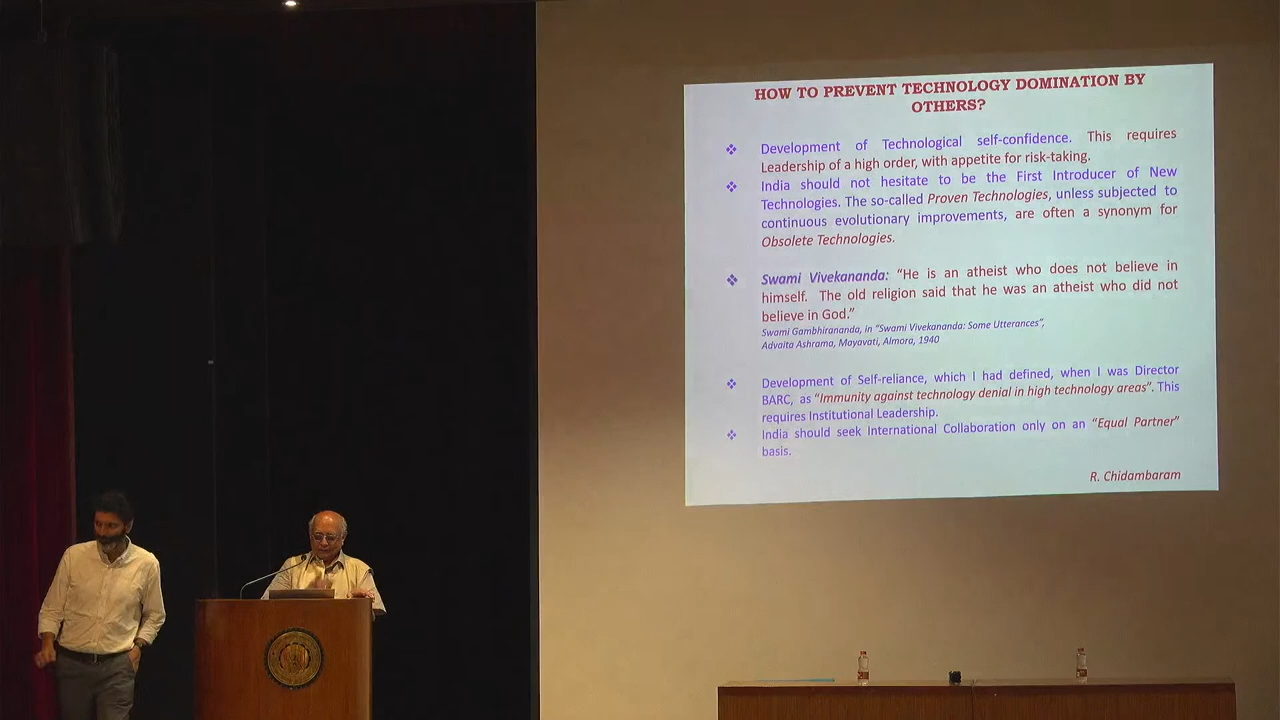 HOW TO PREVENT TECHNOLOGY DOMINATION BY
OTHERS?
❖ Development of Technological self-confidence. This requires
Leadership of a high order, with appetite for risk-taking.
❖ India should not hesitate to be the First Introducer of New
Technologies. The so-called Proven Technologies, unless subjected to
continuous evolutionary improvements, are often a synonym for
Obsolete Technologies.
❖ Swami Vivekananda: “He is an atheist who does not believe in
himself. The old religion said that he was an atheist who did not
believe in God.”
Swami Gambhirananda, in “Swami Vivekananda: Some Utterances”,
Advaita Ashrama, Mayavati, Almora, 1940
❖ Development of Self-reliance, which I had defined, when I was Director
BARC, as “Immunity against technology denial in high technology areas”. This
requires Institutional Leadership.
❖ India should seek International Collaboration only on an “Equal Partner”
basis.
R. Chidambaram